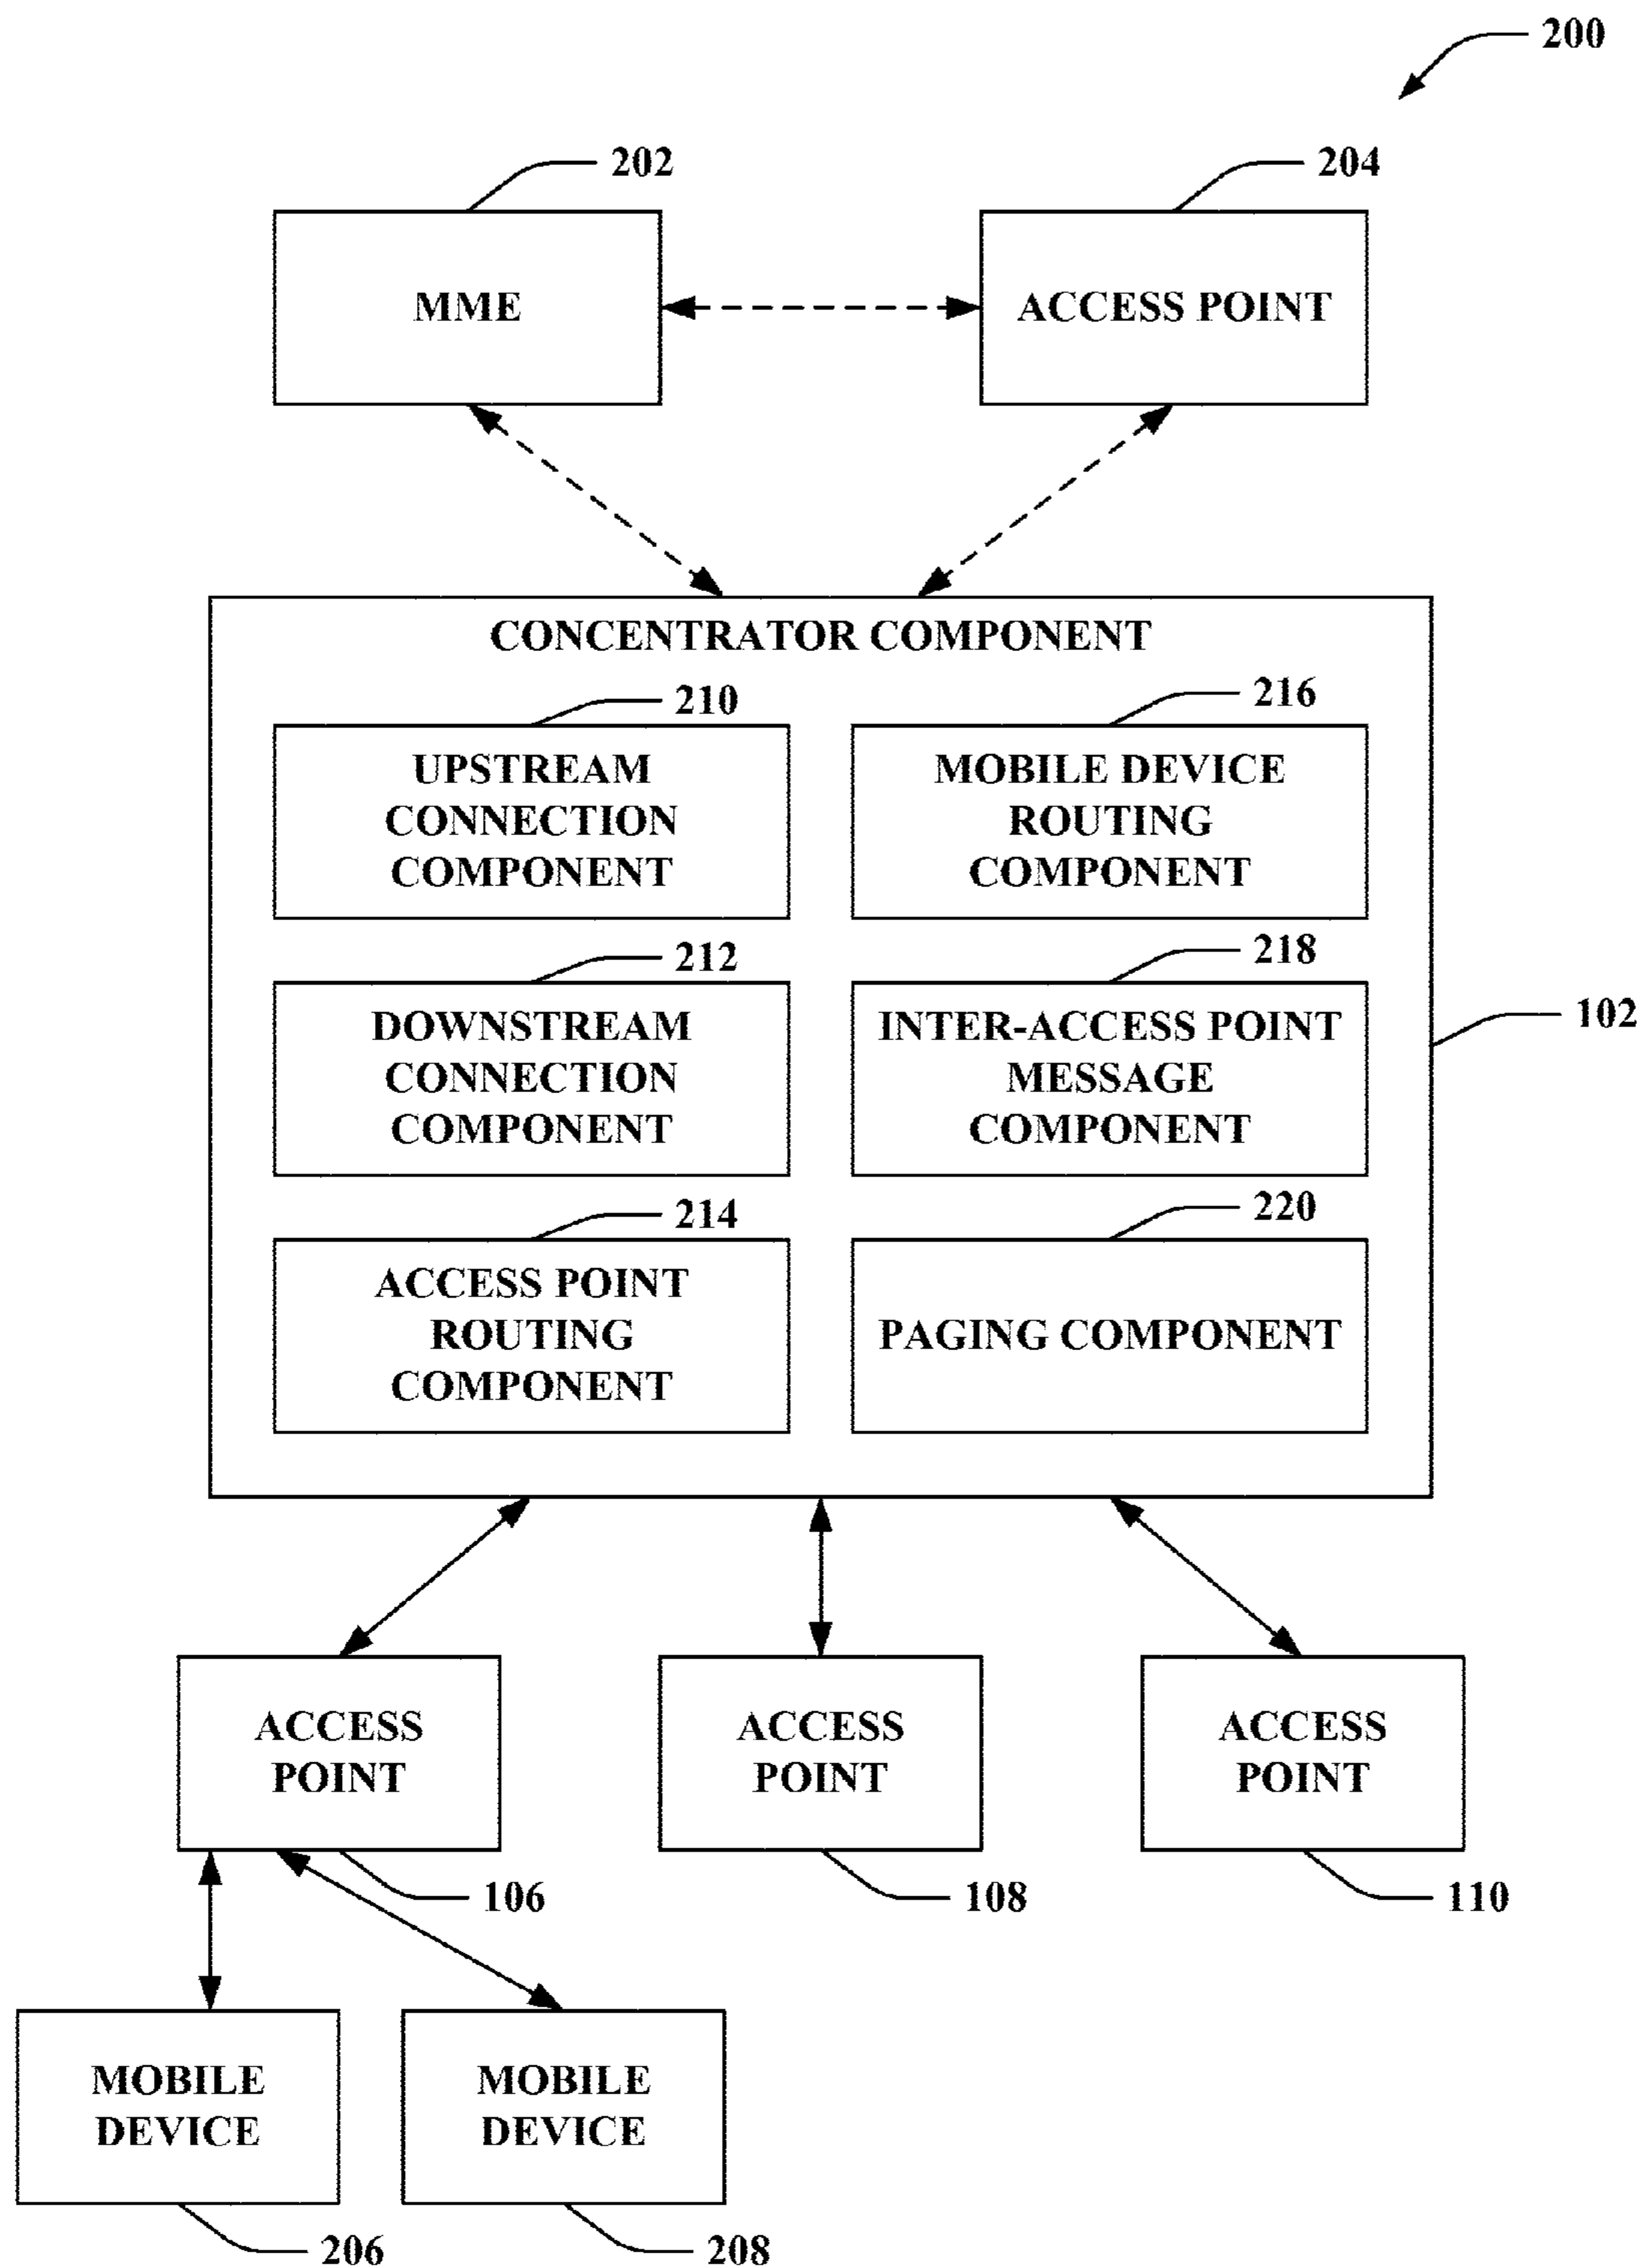 200
202
204
MME
ACCESS POINT
CONCENTRATOR COMPONENT
210
216
UPSTREAM
CONNECTION
COMPONENT
MOBILE DEVICE
ROUTING
COMPONENT
212
218
DOWNSTREAM
CONNECTION
COMPONENT
INTER-ACCESS POINT
MESSAGE
COMPONENT
102
214
220
ACCESS POINT
ROUTING
COMPONENT
PAGING COMPONENT
ACCESS
POINT
ACCESS
POINT
ACCESS
POINT
106
108
110
MOBILE
DEVICE
MOBILE
DEVICE
206
208